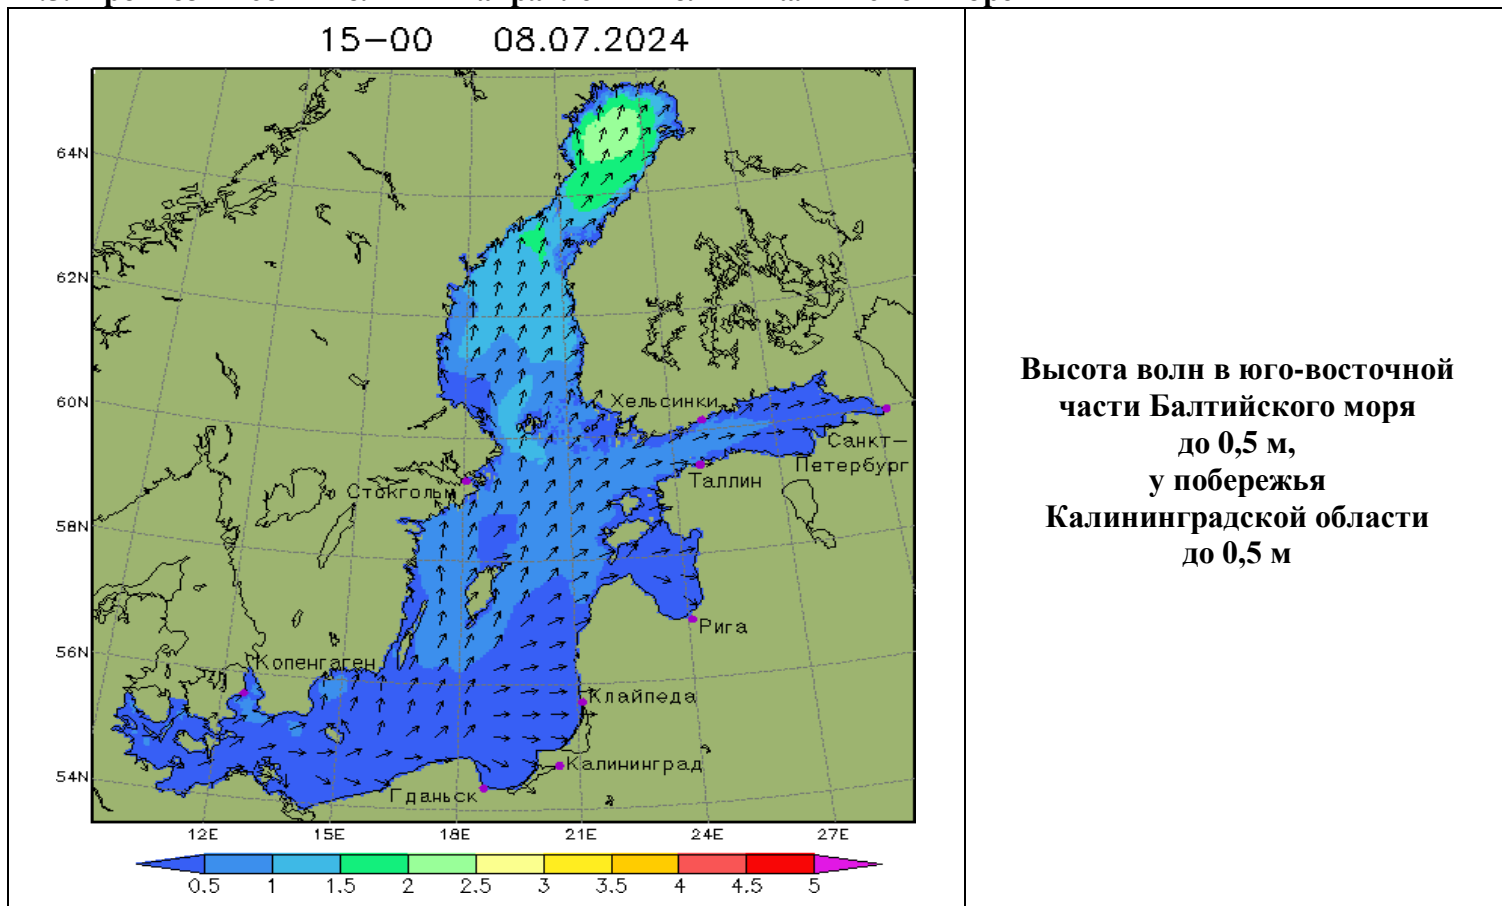 15-00 08.07.2024
64N
62N
60N
58N
56N
54N
Хельсинки
Санкт-
Петербург
Таллин
Стокгольм
Рига
Копенгаген
Клайпеда
Калининград
Гданьск
12E 15E 18E 21E 24E 27E
0.5 1 1.5 2 2.5 3 3.5 4 4.5 5
Высота волн в юго-восточной
части Балтийского моря
до 0,5 м,
у побережья
Калининградской области
до 0,5 м